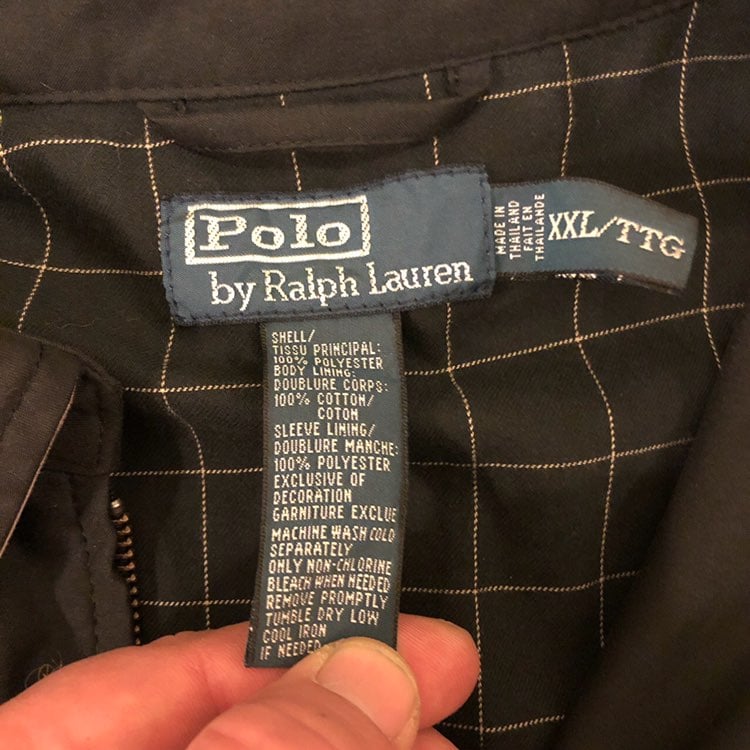 Polo
by Ralph Lauren
MADE IN
THAILAND
FAIT EN
THAILANDE
XXL/TTG
SHELL/
TISSU PRINCIPAL:
100% POLYESTER
BODY LINING:
DOUBLURE CORPS:
100% COTTON/
COTON
SLEEVE LINING/
DOUBLURE MANCHE:
100% POLYESTER
EXCLUSIVE OF
DECORATION
GARNITURE EXCLUE
MACHINE WASH COLD
SEPARATELY
ONLY NON-CHLORINE
BLEACH WHEN NEEDED
REMOVE PROMPTLY
TUMBLE DRY LOW
COOL IRON
IF NEEDED